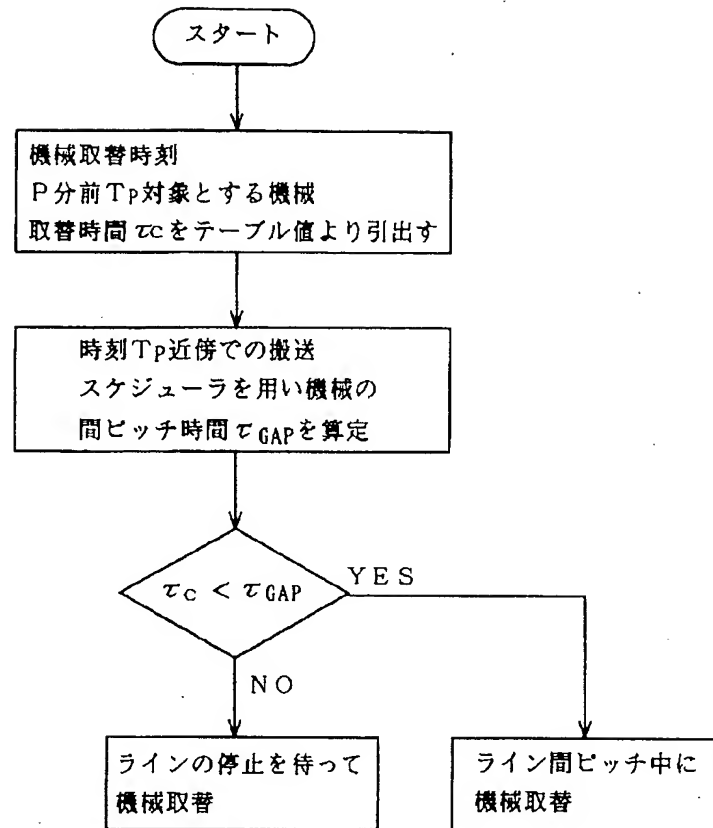 スタート
機械取替時刻
P分前Tp対象とする機械
取替時間τcをテーブル値より引出す
時刻Tp近傍での搬送
スケジューラを用い機械の
間ピッチ時間τGAPを算定
τC < τGAP
YES
NO
ラインの停止を待って
機械取替
ライン間ピッチ中に
機械取替